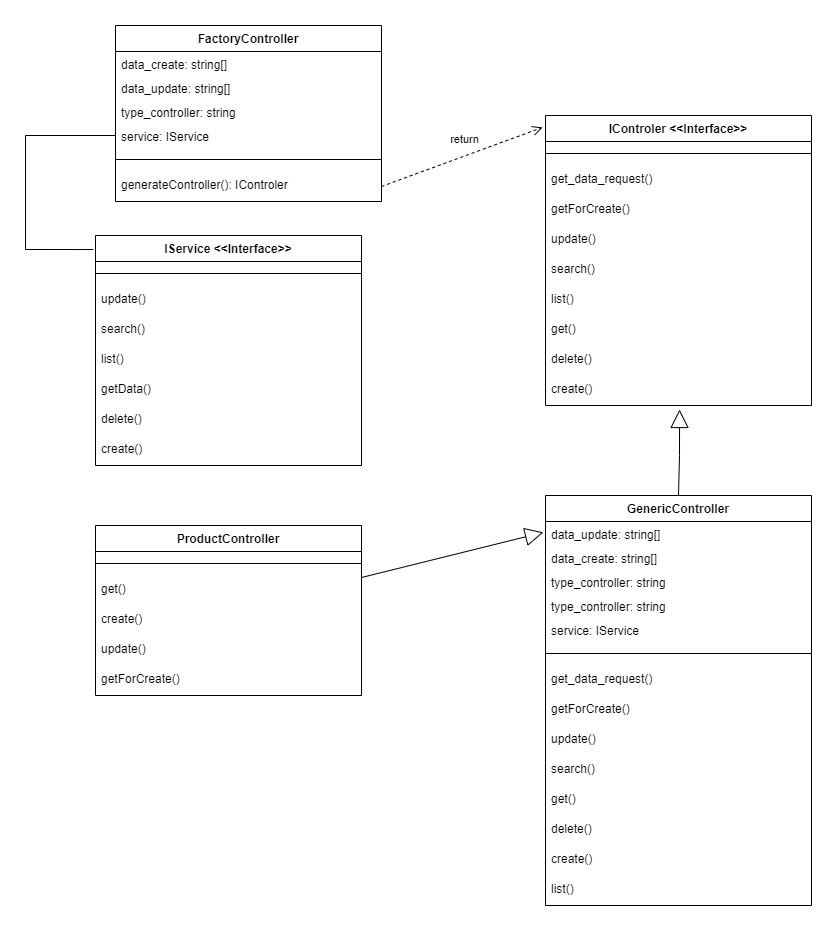 FactoryController
data_create: string[]
data_update: string[]
type_controller: string
service: IService
generateController(): IControler
return
IControler <<Interface>>
get_data_request()
getForCreate()
update()
search()
list()
get()
delete()
create()
IService <<Interface>>
update()
search()
list()
getData()
delete()
create()
ProductController
get()
create()
update()
getForCreate()
GenericController
data_update: string[]
data_create: string[]
type_controller: string
type_controller: string
service: IService
get_data_request()
getForCreate()
update()
search()
get()
delete()
create()
list()